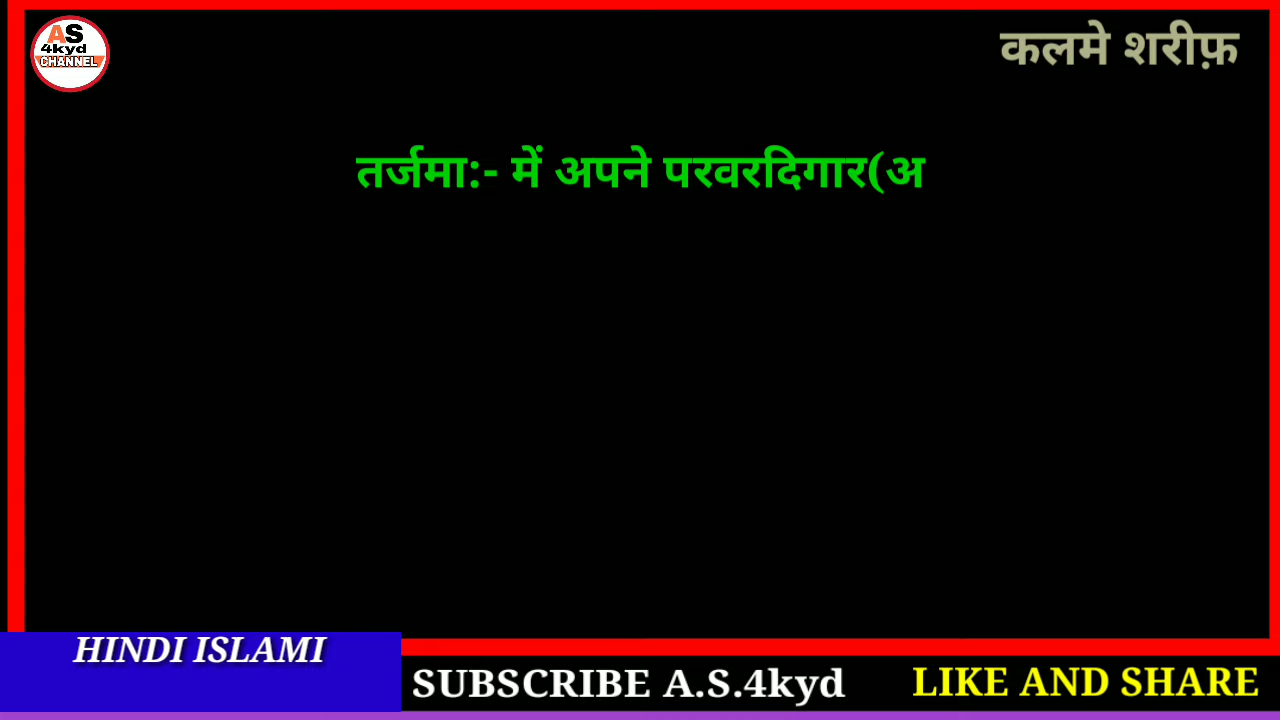 AS
4kyd
CHANNEL
कलमे शरीफ़
तर्जमा:- में अपने परवरदिगार(अ
HINDI ISLAMI
SUBSCRIBE A.S.4kyd
LIKE AND SHARE